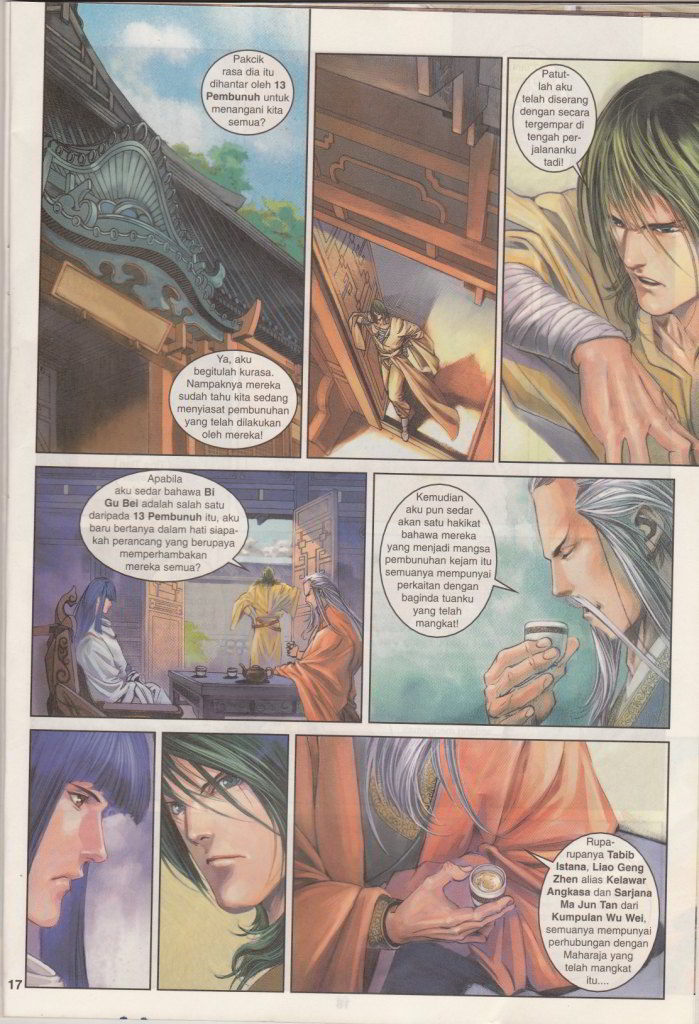 Pakcik
rasa dia itu
dihantar oleh 13
Pembunuh untuk
menangani kita
semua?
Ya, aku
begitulah kurasa.
Nampaknya mereka
sudah tahu kita sedang
menyiasat pembunuhan
yang telah dilakukan
oleh mereka!
Patut-
lah aku
telah diserang
dengan secara
tergempar di
tengah per-
jalananku
tadi!
Apabila
aku sedar bahawa Bi
Gu Bei adalah salah satu
daripada 13 Pembunuh itu, aku
baru bertanya dalam hati siapa-
kah perancang yang berupaya
memperhambakan
mereka semua?
Kemudian
aku pun sedar
akan satu hakikat
bahawa mereka
yang menjadi mangsa
pembunuhan kejam itu
semuanya mempunyai
perkaitan dengan
baginda tuanku
yang telah
mangkat!
Rupa-
rupanya Tabib
Istana, Liao Geng
Zhen alias Kelawar
Angkasa dan Sarjana
Ma Jun Tan dari
Kumpulan Wu Wei,
semuanya mempunyai
perhubungan dengan
Maharaja yang
telah mangkat
itu....
17